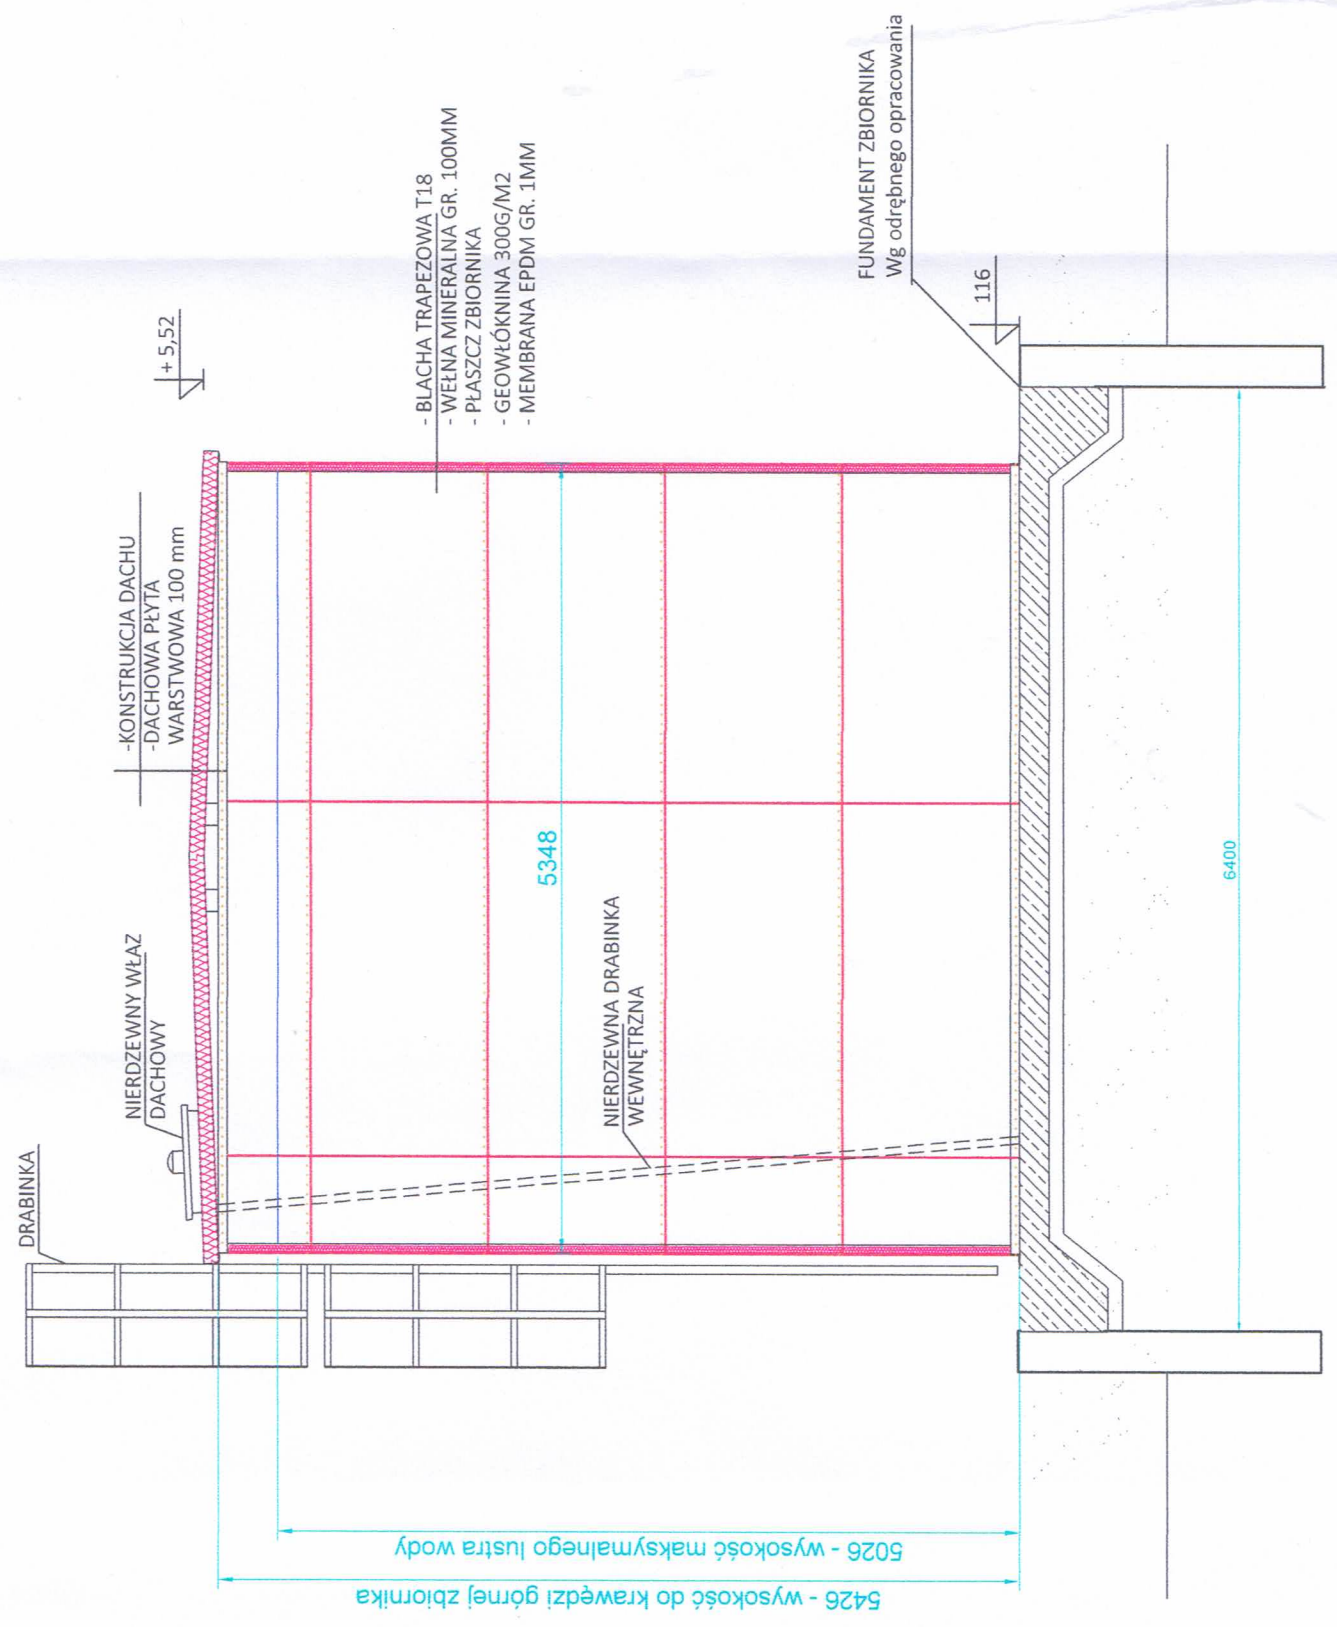 DRABINKA
NIERDZEWNY WŁAZ
DACHOWY
-KONSTRUKCJA DACHU
-DACHOWA PŁYTA
WARSTWOWA 100 mm
+ 5,52
- BLACHA TRAPEZOWA T18
- WEŁNA MINERALNA GR. 100MM
- PŁASZCZ ZBIORNIKA
- GEOWŁÓKNINA 300G/M2
- MEMBRANA EPDM GR. 1MM
5348
NIERDZEWNA DRABINKA
WEWNĘTRZNA
FUNDAMENT ZBIORNIKA
Wg odrębnego opracowania
116
6400
5026 - wysokość maksymalnego lustra wody
5426 - wysokość do krawędzi górnej zbiornika